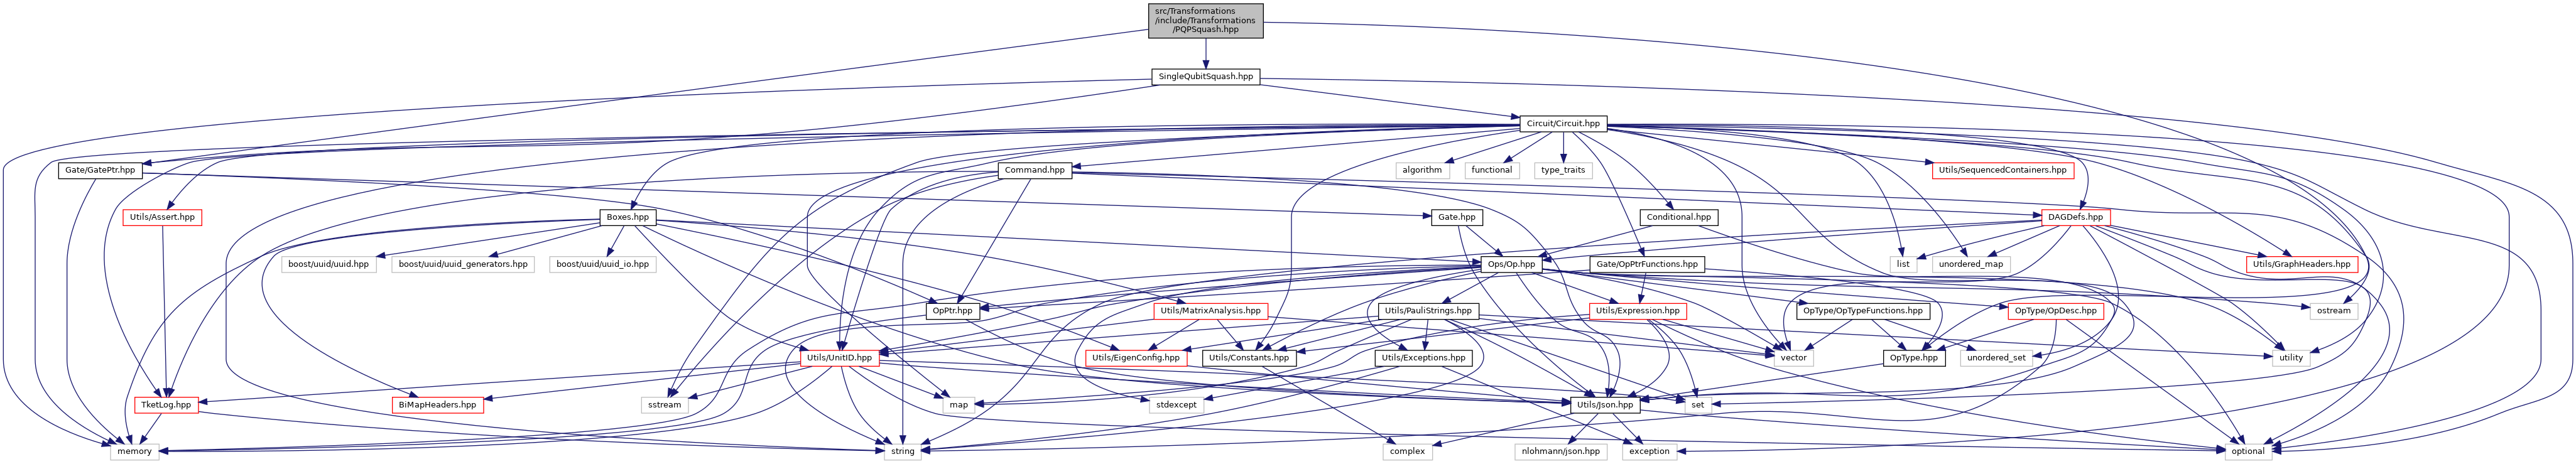 src/Transformations
/include/Transformations
/PQPSquash.hpp
SingleQubitSquash.hpp
Circuit/Circuit.hpp
Gate/GatePtr.hpp
Command.hpp
algorithm
functional
type_traits
Utils/SequencedContainers.hpp
Utils/Assert.hpp
Boxes.hpp
Gate.hpp
Conditional.hpp
DAGDefs.hpp
boost/uuid/uuid.hpp
boost/uuid/uuid_generators.hpp
boost/uuid/uuid_io.hpp
Ops/Op.hpp
Gate/OpPtrFunctions.hpp
list
unordered_map
Utils/GraphHeaders.hpp
OpPtr.hpp
Utils/MatrixAnalysis.hpp
Utils/PauliStrings.hpp
Utils/Expression.hpp
OpType/OpTypeFunctions.hpp
OpType/OpDesc.hpp
ostream
Utils/UnitID.hpp
Utils/EigenConfig.hpp
Utils/Constants.hpp
Utils/Exceptions.hpp
vector
OpType.hpp
unordered_set
utility
TketLog.hpp
BiMapHeaders.hpp
sstream
map
stdexcept
Utils/Json.hpp
set
memory
string
complex
nlohmann/json.hpp
exception
optional